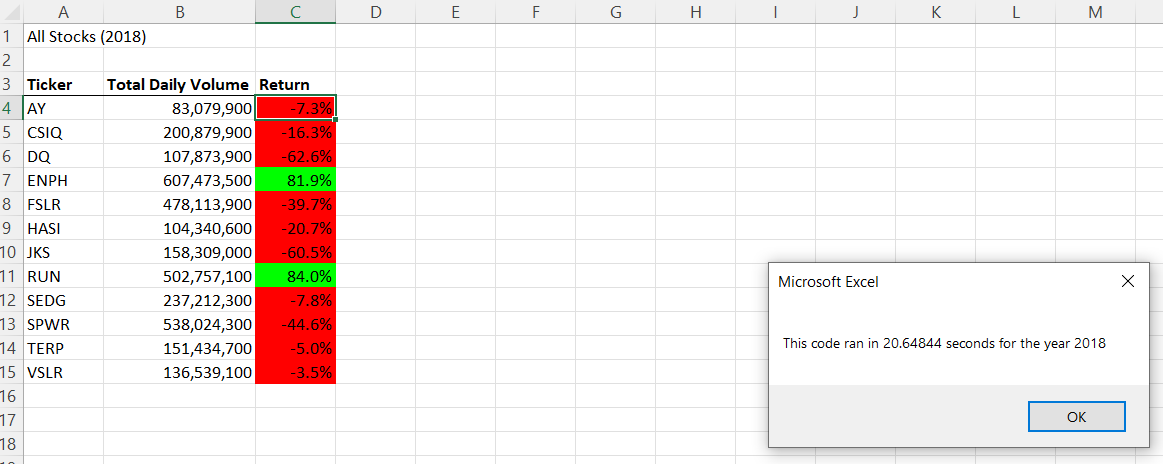 A B C D E F G H I J K L M
1 All Stocks (2018)
2
3 Ticker Total Daily Volume Return
4 AY 83,079,900 -7.3%
5 CSIQ 200,879,900 -16.3%
6 DQ 107,873,900 -62.6%
7 ENPH 607,473,500 81.9%
8 FSLR 478,113,900 -39.7%
9 HASI 104,340,600 -20.7%
10 JKS 158,309,000 -60.5%
11 RUN 502,757,100 84.0%
12 SEDG 237,212,300 -7.8%
13 SPWR 538,024,300 -44.6%
14 TERP 151,434,700 -5.0%
15 VSLR 136,539,100 -3.5%
16
17
18
Microsoft Excel
This code ran in 20.64844 seconds for the year 2018
OK